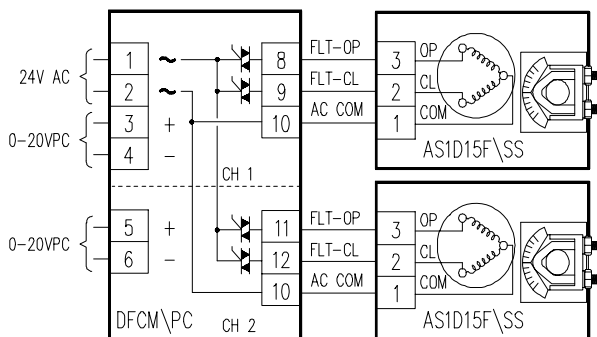 24V AC
0-20VPC
0-20VPC
1 ~
2 ~
3 +
4 -
5 +
6 -
8
9
10
CH 1
11
12
10
CH 2
DFCM\PC
FLT-OP
FLT-CL
AC COM
3 OP
2 CL
1 COM
AS1D15F\SS
FLT-OP
FLT-CL
AC COM
3 OP
2 CL
1 COM
AS1D15F\SS